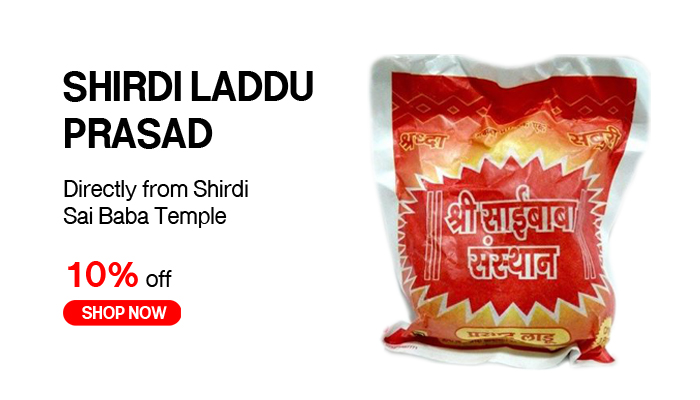 SHIRDI LADDU
PRASAD
Directly from Shirdi
Sai Baba Temple
10% off
SHOP NOW
श्रध्दा
सबुरी
श्री साईबाबा
संस्थान
प्रसाद लाडू